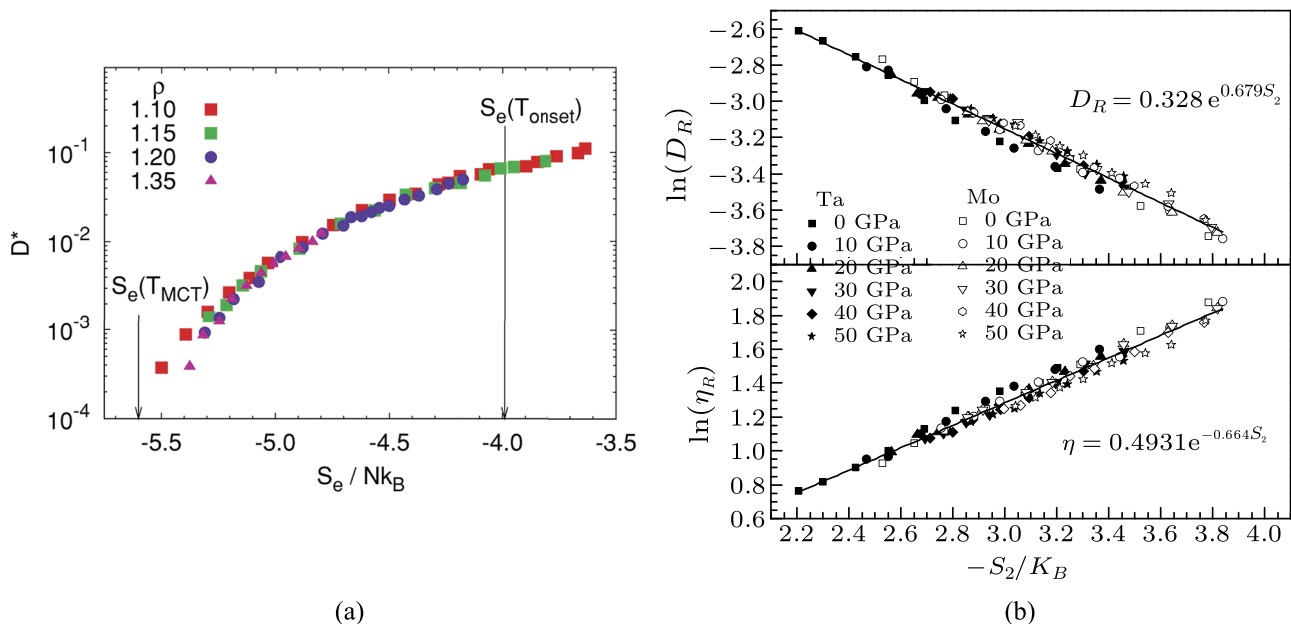 ρ
1.10
1.15
1.20
1.35
S_e(T_onset)
S_e(T_MCT)
10^-1
10^-2
10^-3
10^-4
D*
-5.5 -5.0 -4.5 -4.0 -3.5
S_e / Nk_B
(a)
−2.6
−2.8
−3.0
−3.2
−3.4
−3.6
−3.8
ln(D_R)
D_R = 0.328 e^{0.679S_2}
Ta Mo
0 GPa 0 GPa
10 GPa 10 GPa
20 GPa 20 GPa
30 GPa 30 GPa
40 GPa 40 GPa
50 GPa 50 GPa
2.0
1.8
1.6
1.4
1.2
1.0
0.8
0.6
ln(η_R)
η = 0.4931e^{−0.664S_2}
2.2 2.4 2.6 2.8 3.0 3.2 3.4 3.6 3.8 4.0
−S_2/K_B
(b)